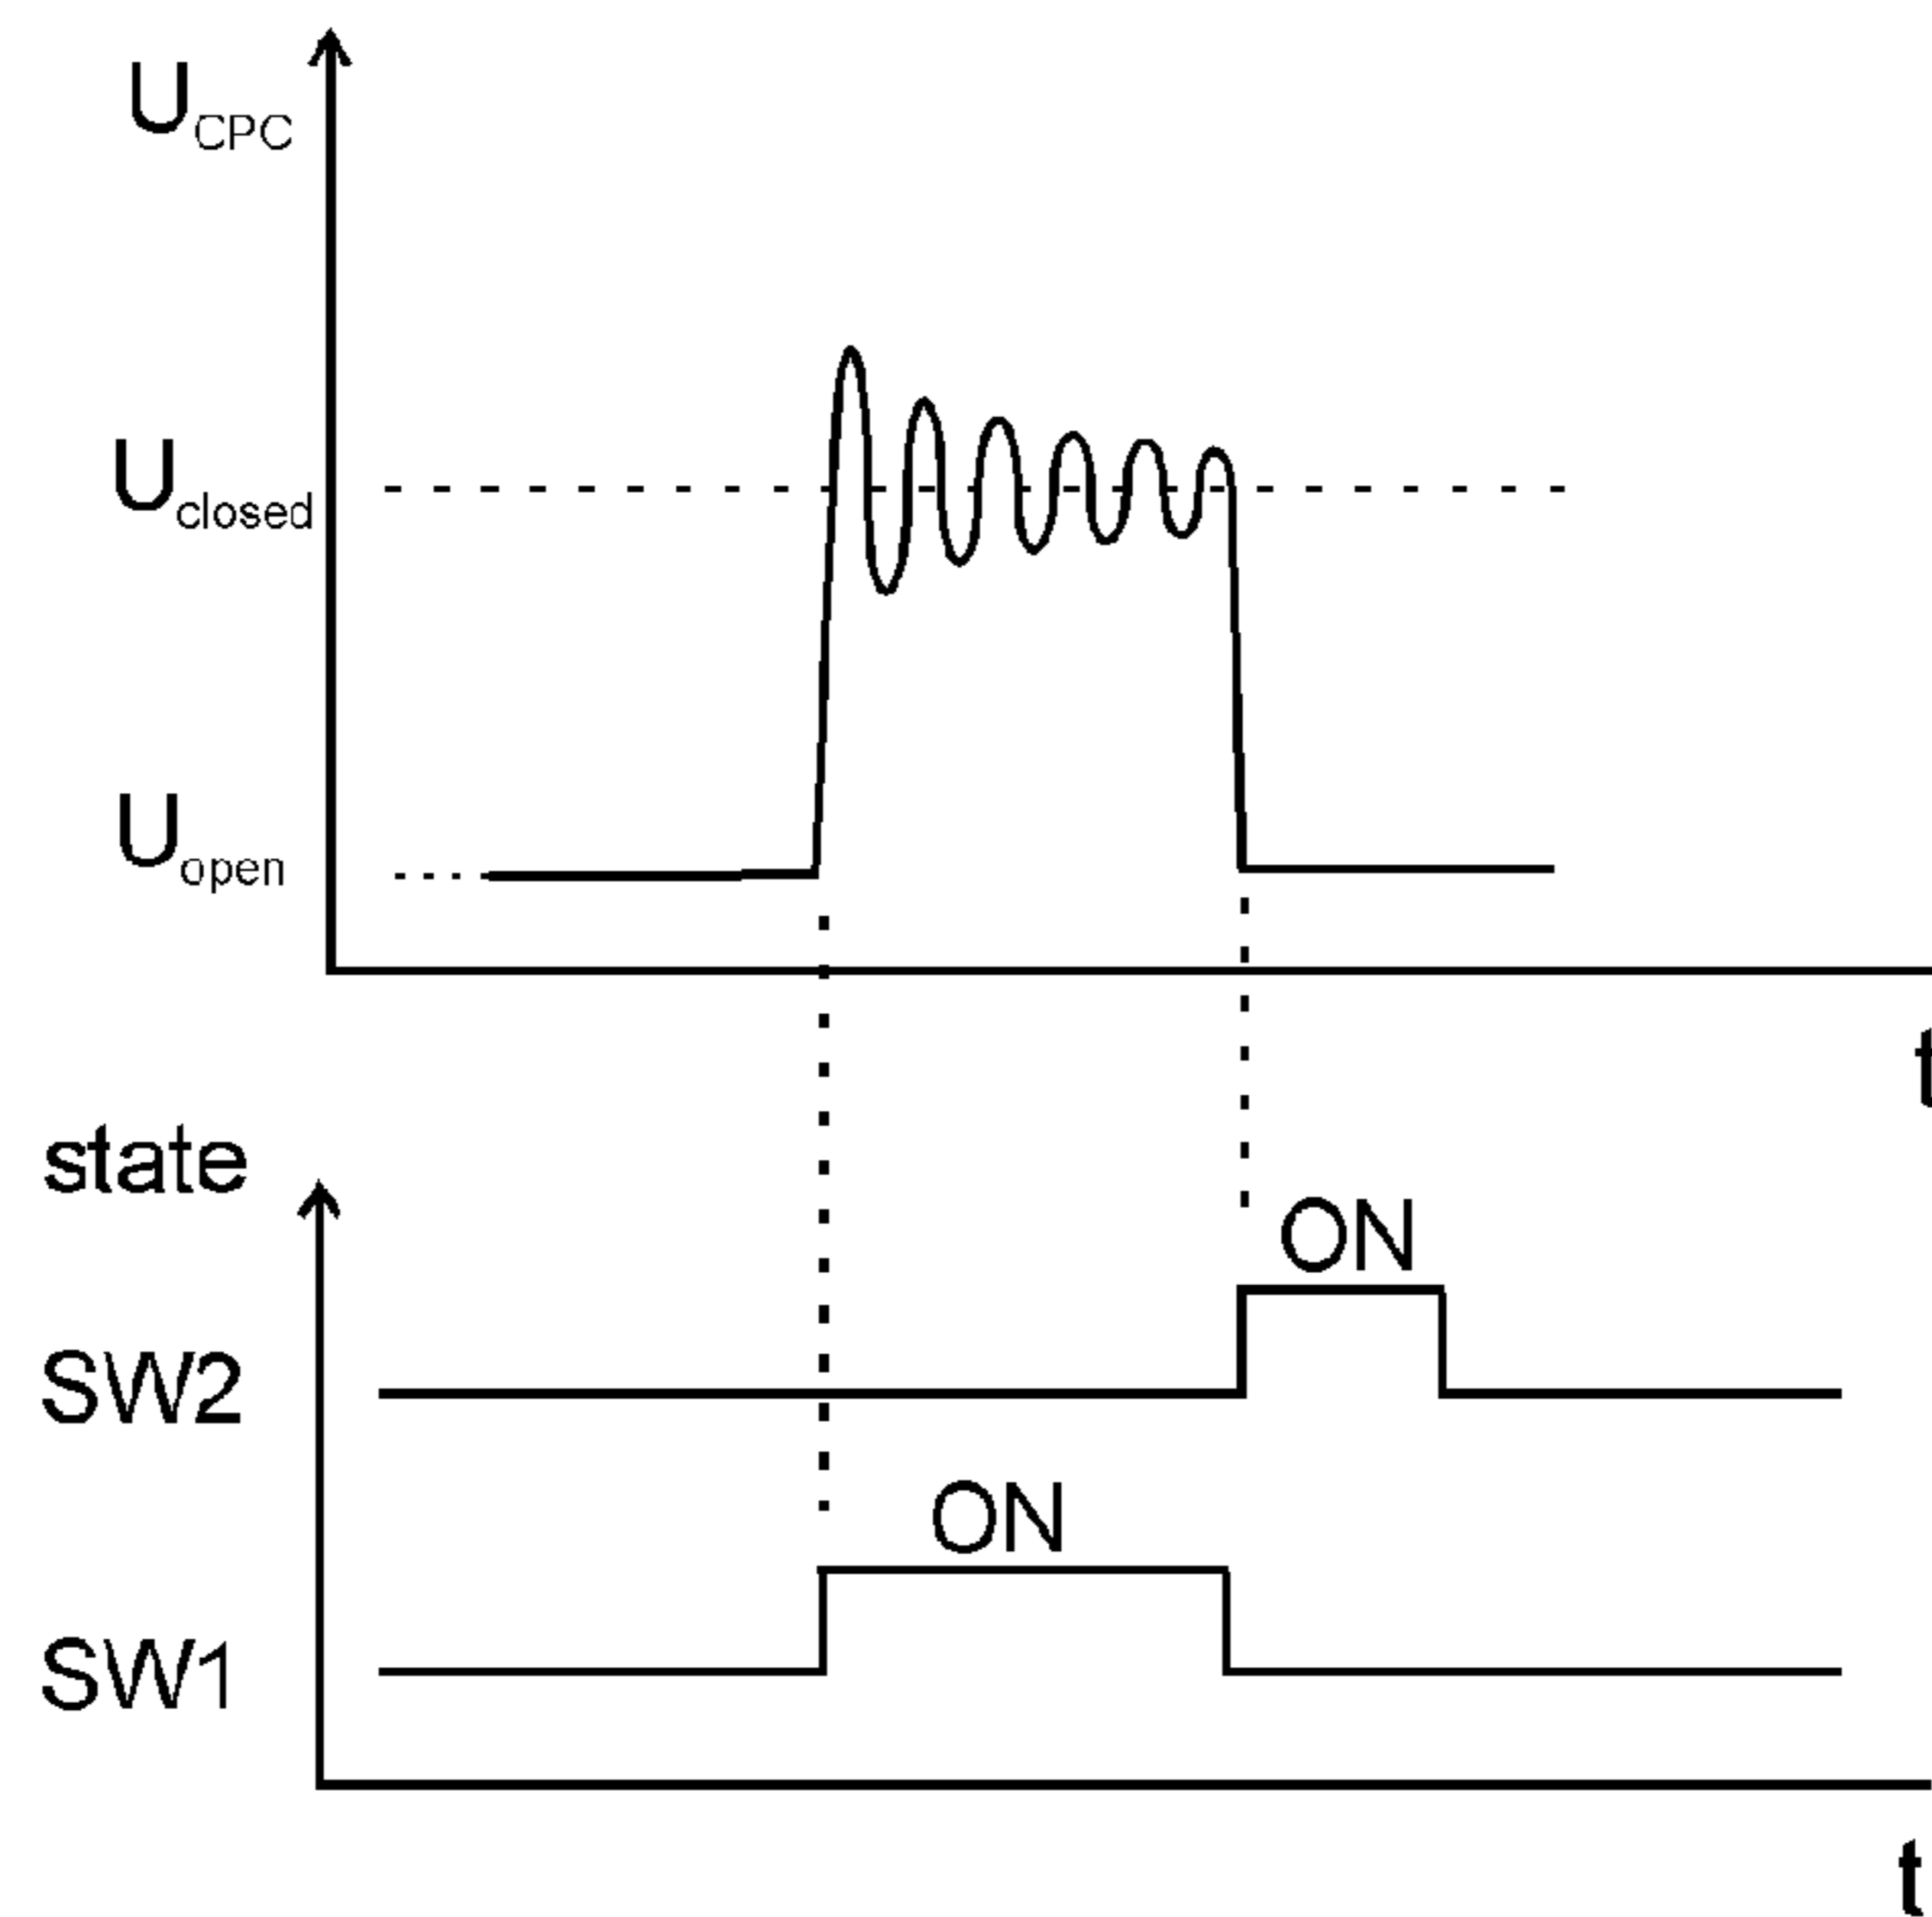 U_CPC
U_closed
U_open
t
state
ON
SW2
ON
SW1
t